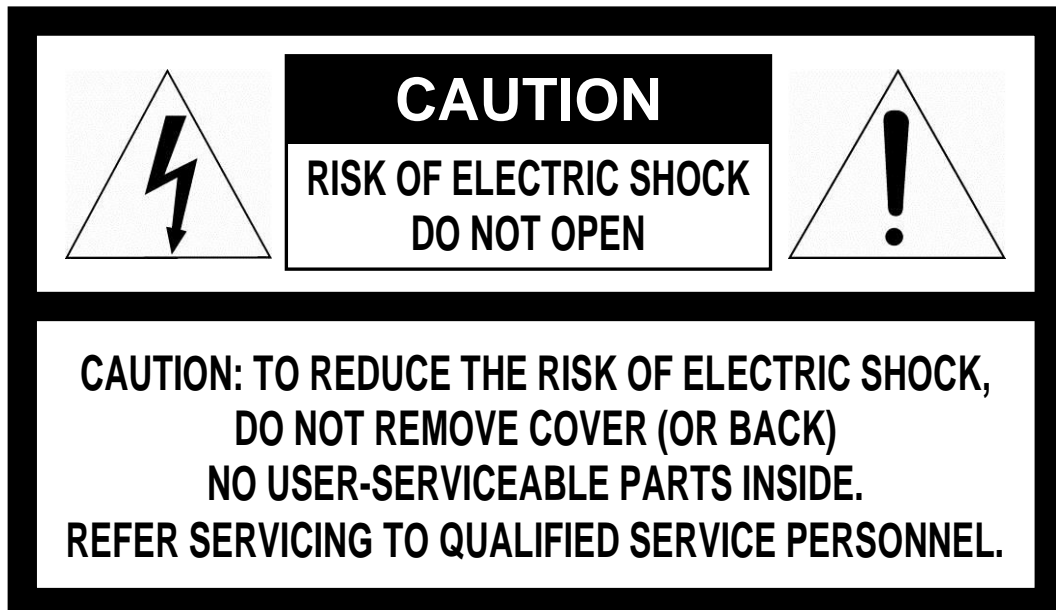 CAUTION
RISK OF ELECTRIC SHOCK
DO NOT OPEN
CAUTION: TO REDUCE THE RISK OF ELECTRIC SHOCK,
DO NOT REMOVE COVER (OR BACK)
NO USER-SERVICEABLE PARTS INSIDE.
REFER SERVICING TO QUALIFIED SERVICE PERSONNEL.